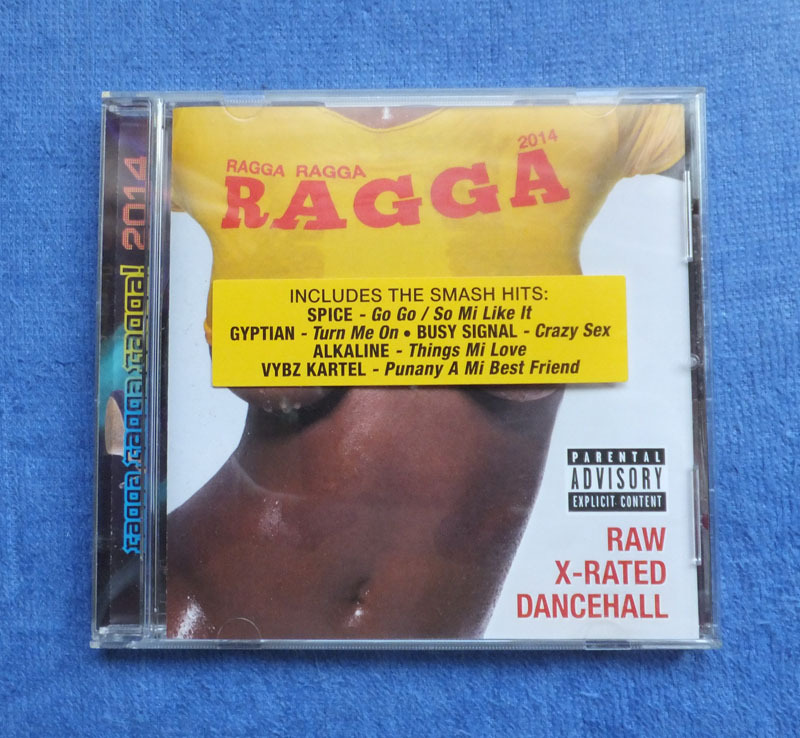 ragga ragga ragga! 2014
2014
RAGGA RAGGA
RAGGA
INCLUDES THE SMASH HITS:
SPICE - Go Go / So Mi Like It
GYPTIAN - Turn Me On • BUSY SIGNAL - Crazy Sex
ALKALINE - Things Mi Love
VYBZ KARTEL - Punany A Mi Best Friend
PARENTAL
ADVISORY
EXPLICIT CONTENT
RAW
X-RATED
DANCEHALL